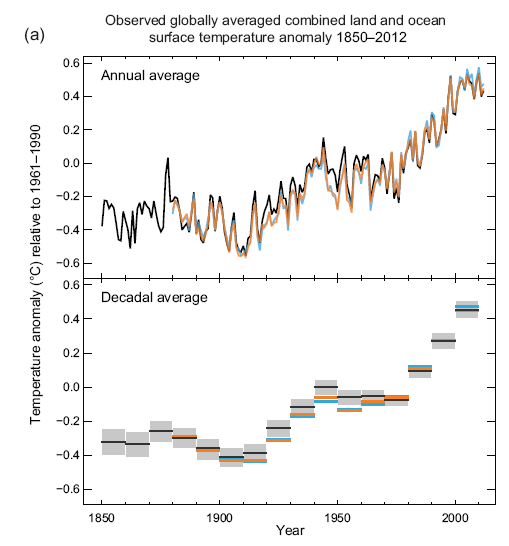 (a)
Observed globally averaged combined land and ocean
surface temperature anomaly 1850–2012
Annual average
0.6
0.4
0.2
0.0
−0.2
−0.4
−0.6
Temperature anomaly (°C) relative to 1961–1990
Decadal average
0.6
0.4
0.2
0.0
−0.2
−0.4
−0.6
1850
1900
1950
2000
Year